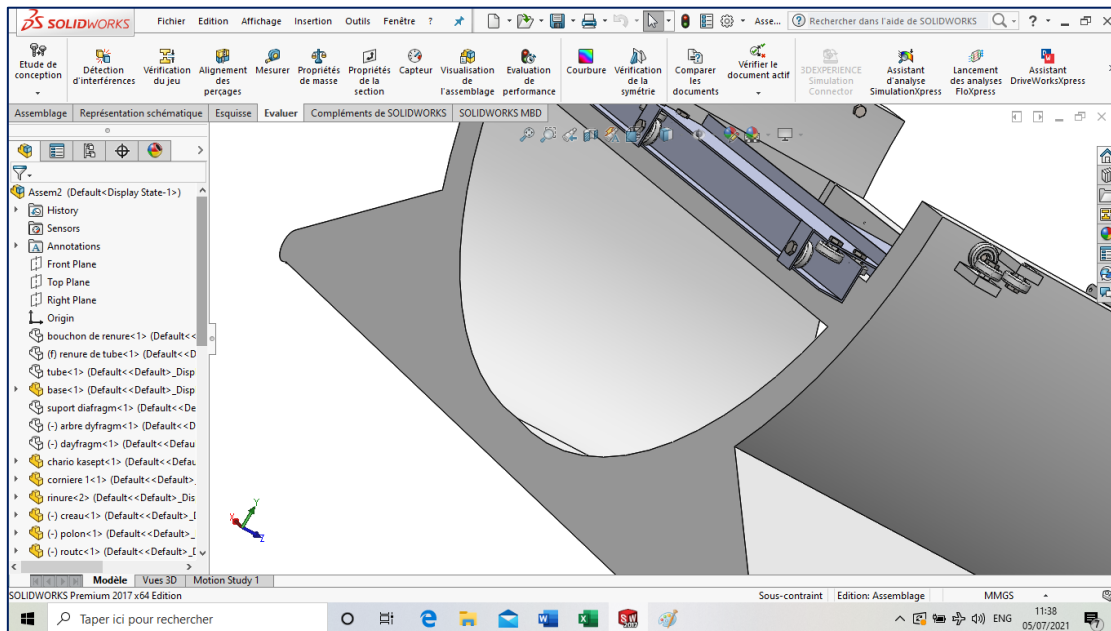 SOLIDWORKS Fichier Edition Affichage Insertion Outils Fenêtre ? Asse... Rechercher dans l'aide de SOLIDWORKS
Etude de conception
Détection d'interférences
Vérification du jeu
Alignement des perçages
Mesurer
Propriétés de masse
Propriétés de la section
Capteur
Visualisation de l'assemblage
Evaluation de performance
Courbure
Vérification de la symétrie
Comparer les documents
Vérifier le document actif
3DEXPERIENCE Simulation Connector
Assistant d'analyse SimulationXpress
Lancement des analyses FloXpress
Assistant DriveWorksXpress
Assemblage Représentation schématique Esquisse Evaluer Compléments de SOLIDWORKS SOLIDWORKS MBD
Assem2 (Default<Display State-1>)
History
Sensors
Annotations
Front Plane
Top Plane
Right Plane
Origin
bouchon de renure<1> (Default<<
(f) renure de tube<1> (Default<<D
tube<1> (Default<<Default>_Disp
base<1> (Default<<Default>_Disp
suport diafragm<1> (Default<<De
(-) arbre dyfragm<1> (Default<<D
(-) dayfragm<1> (Default<<Defau
chario kasept<1> (Default<<Defau
corniere 1<1> (Default<<Default>_
rinure<2> (Default<<Default>_Dis
(-) creau<1> (Default<<Default>_D
(-) polon<1> (Default<<Default>_
(-) routc<1> (Default<<Default>_D
Y
X
Z
Modèle Vues 3D Motion Study 1
SOLIDWORKS Premium 2017 x64 Edition Sous-contraint Edition: Assemblage MMGS
Taper ici pour rechercher ENG 11:38
05/07/2021